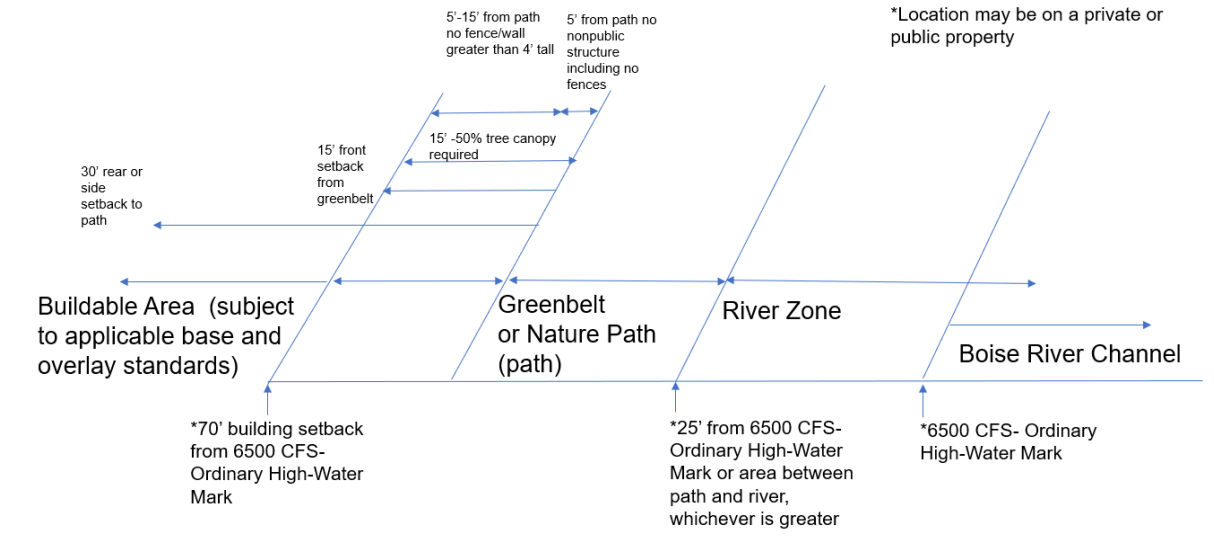 5'-15' from path
no fence/wall
greater than 4' tall
5' from path no
nonpublic
structure
including no
fences
*Location may be on a private or
public property
15' -50% tree canopy
required
15' front
setback
from
greenbelt
30' rear or
side
setback to
path
Buildable Area  (subject
to applicable base and
overlay standards)
Greenbelt
or Nature Path
(path)
River Zone
Boise River Channel
*70' building setback
from 6500 CFS-
Ordinary High-Water
Mark
*25' from 6500 CFS-
Ordinary High-Water
Mark or area between
path and river,
whichever is greater
*6500 CFS- Ordinary
High-Water Mark